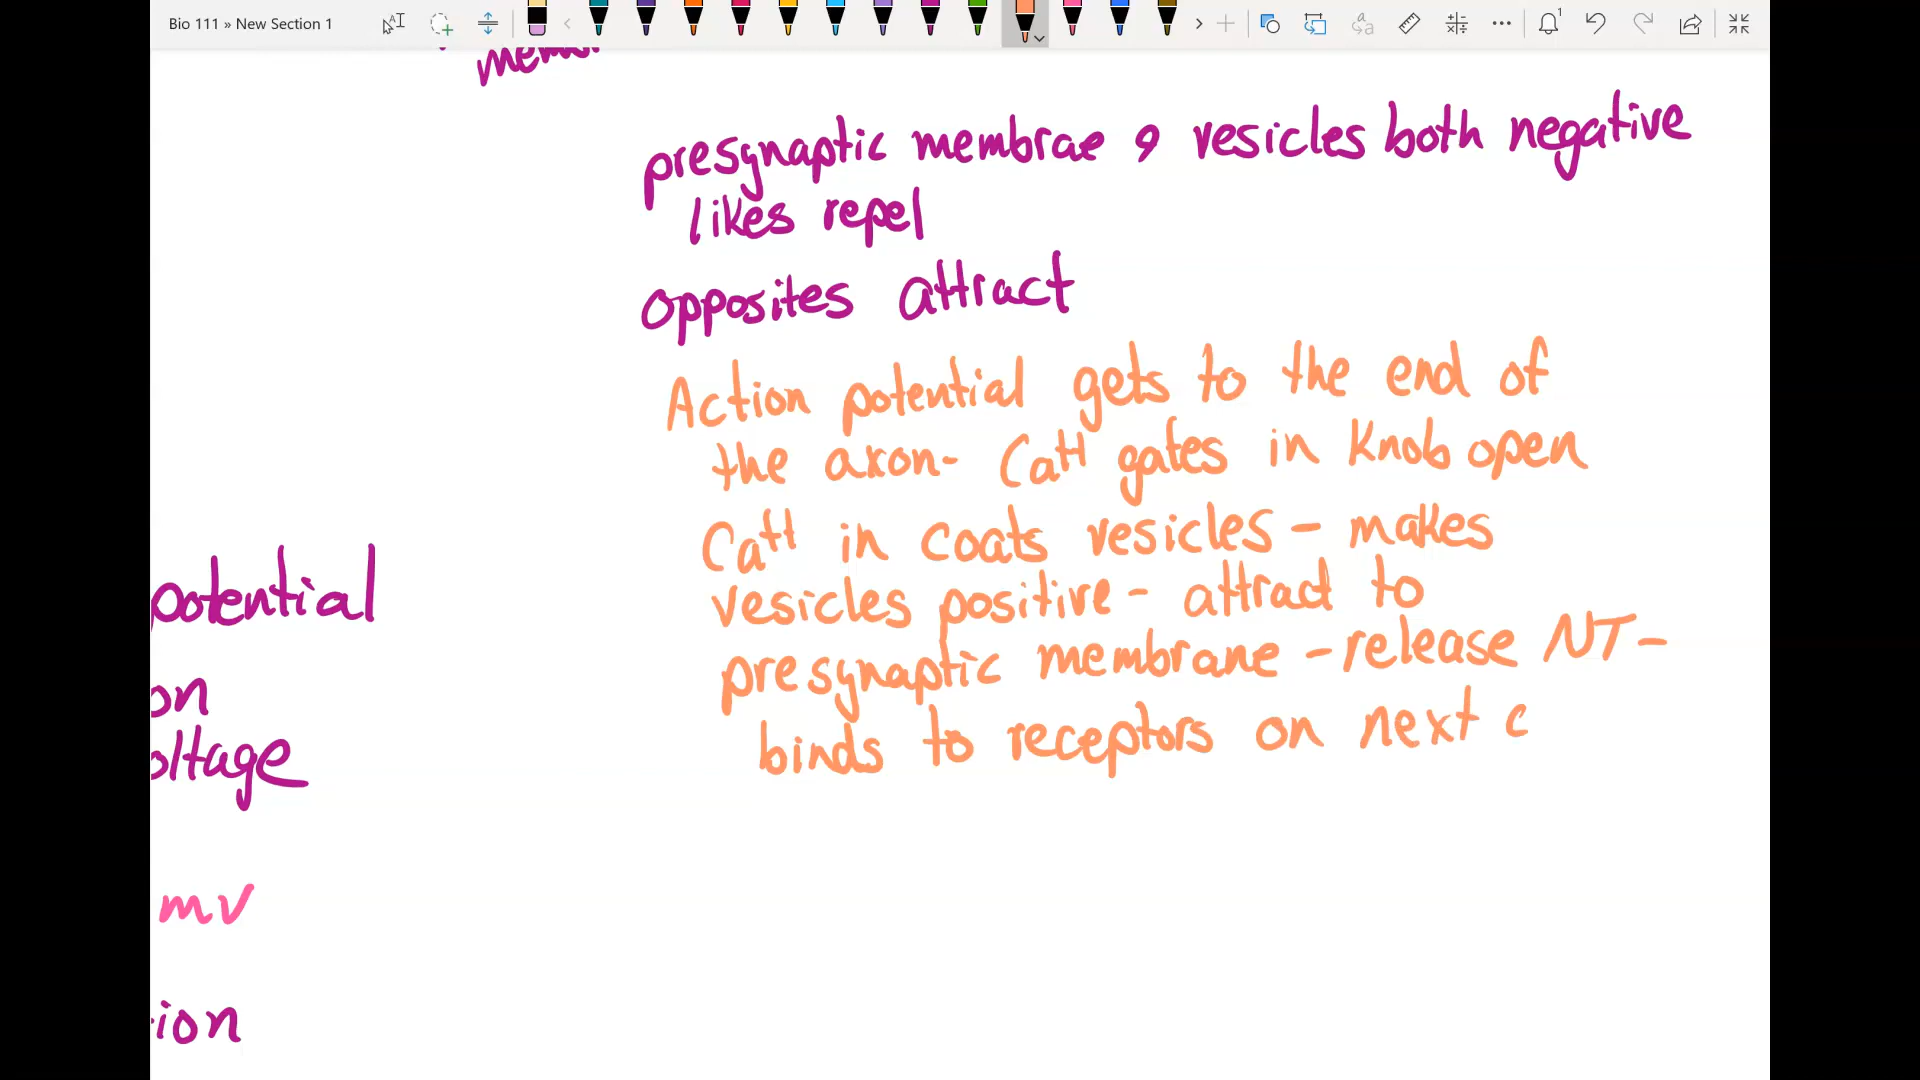 Bio 111 » New Section 1
presgnaptic membrae & vesicles both negative
likes repel
opposites attract
Action potential gets to the end of
the axon- Ca++ gates in Knob open
Ca++ in coats vesicles - makes
vesicles positive - attract to
presynaptic membrane - release NT -
binds to receptors on next c
potential
on
oltage
mv
ion